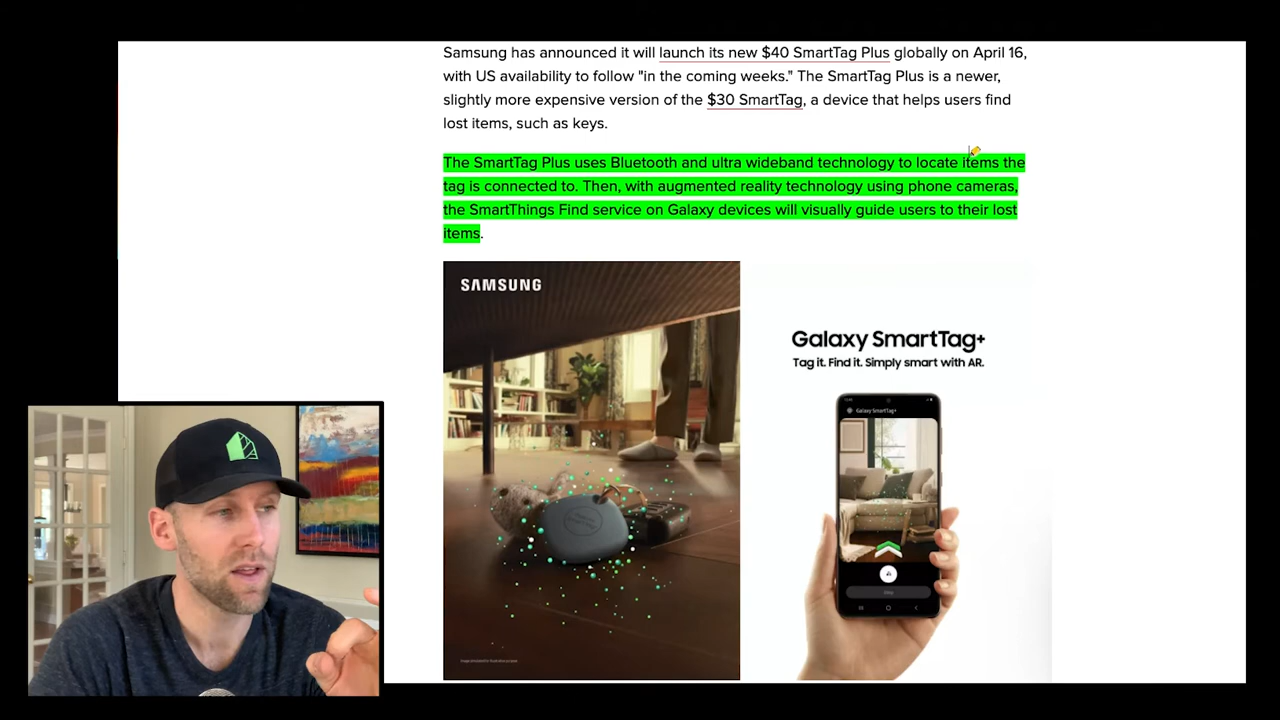 Samsung has announced it will launch its new $40 SmartTag Plus globally on April 16,
with US availability to follow "in the coming weeks." The SmartTag Plus is a newer,
slightly more expensive version of the $30 SmartTag, a device that helps users find
lost items, such as keys.
The SmartTag Plus uses Bluetooth and ultra wideband technology to locate items the
tag is connected to. Then, with augmented reality technology using phone cameras,
the SmartThings Find service on Galaxy devices will visually guide users to their lost
items.
SAMSUNG
Galaxy SmartTag+
Tag it. Find it. Simply smart with AR.
Galaxy SmartTag+